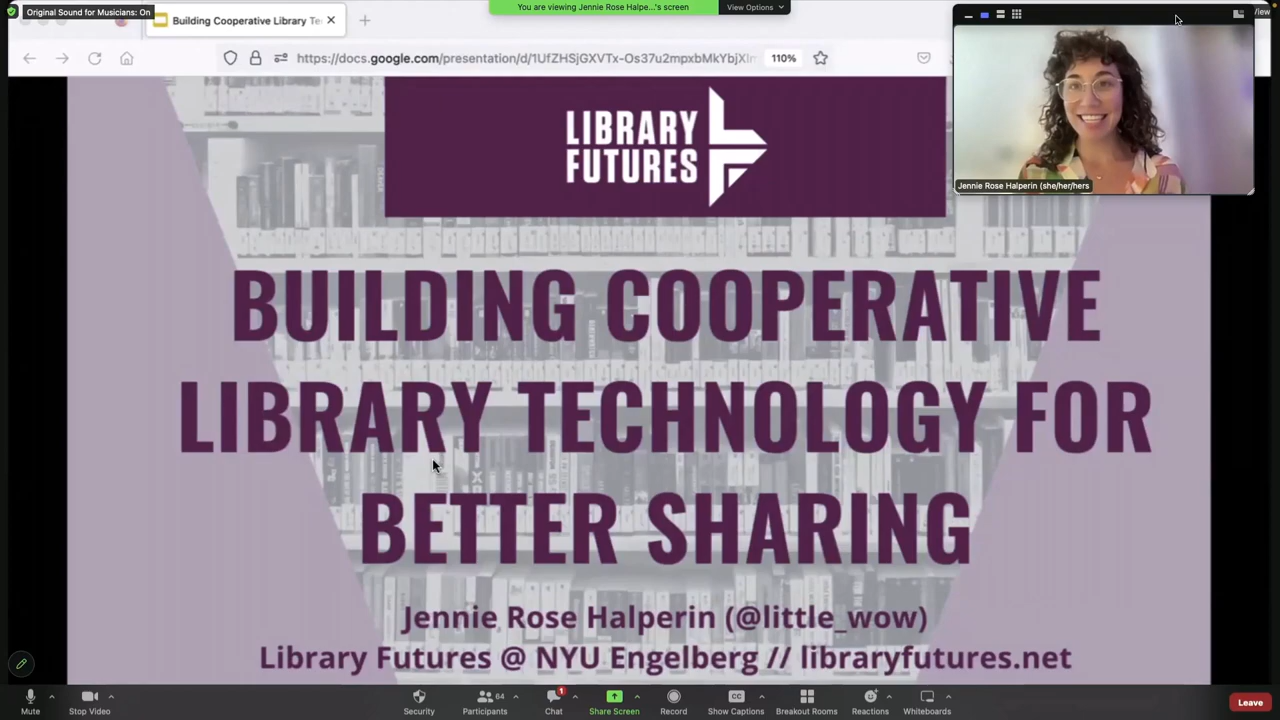 Original Sound for Musicians: On
Building Cooperative Library Te
You are viewing Jennie Rose Halpe...'s screen
View Options
View
https://docs.google.com/presentation/d/1UfZHSjGXVTx-Os37u2mpxbMkYbjXlm
110%
Jennie Rose Halperin (she/her/hers
LIBRARY
FUTURES
BUILDING COOPERATIVE
LIBRARY TECHNOLOGY FOR
BETTER SHARING
Jennie Rose Halperin (@little_wow)
Library Futures @ NYU Engelberg // libraryfutures.net
Mute
Stop Video
Security
Participants
64
Chat
1
Share Screen
Record
CC
Show Captions
Breakout Rooms
Reactions
Whiteboards
Leave